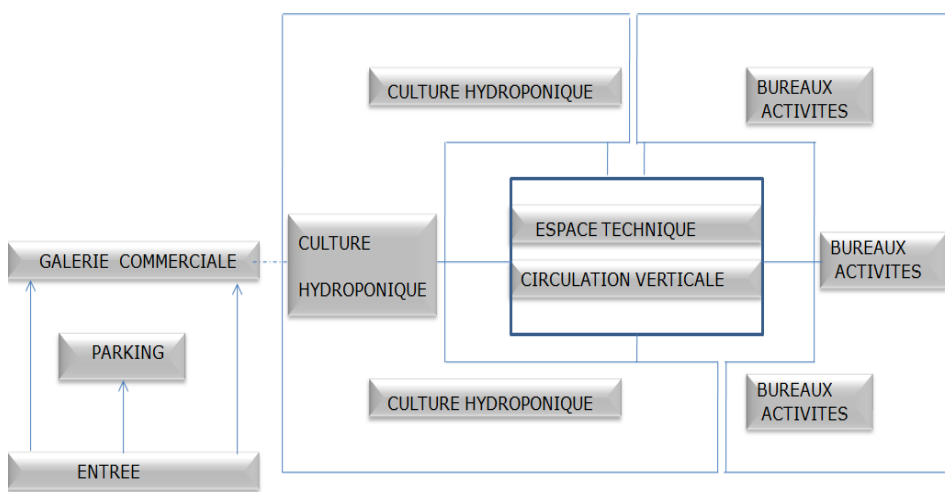 CULTURE HYDROPONIQUE
BUREAUX
ACTIVITES
ESPACE TECHNIQUE
CULTURE
HYDROPONIQUE
GALERIE COMMERCIALE
CIRCULATION VERTICALE
BUREAUX
ACTIVITES
PARKING
CULTURE HYDROPONIQUE
BUREAUX
ACTIVITES
ENTREE